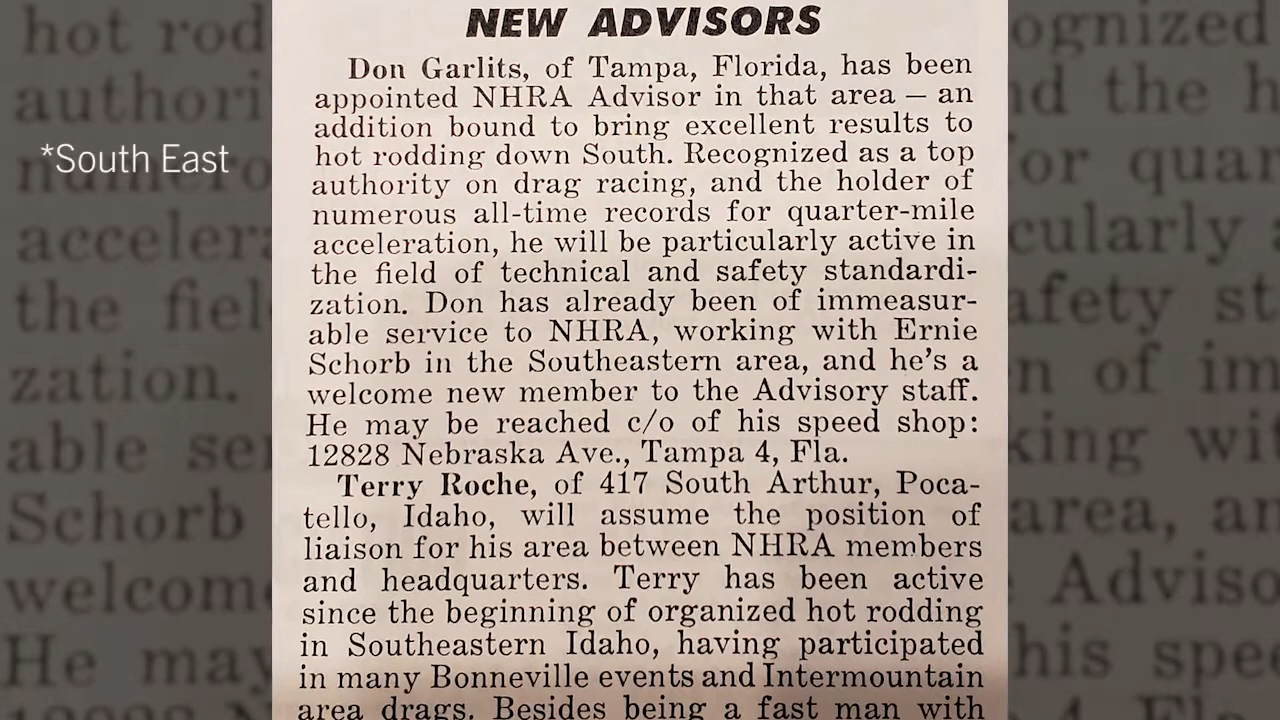 NEW ADVISORS
Don Garlits, of Tampa, Florida, has been
appointed NHRA Advisor in that area – an
addition bound to bring excellent results to
hot rodding down South. Recognized as a top
authority on drag racing, and the holder of
numerous all-time records for quarter-mile
acceleration, he will be particularly active in
the field of technical and safety standardi-
zation. Don has already been of immeasur-
able service to NHRA, working with Ernie
Schorb in the Southeastern area, and he's a
welcome new member to the Advisory staff.
He may be reached c/o of his speed shop:
12828 Nebraska Ave., Tampa 4, Fla.
Terry Roche, of 417 South Arthur, Poca-
tello, Idaho, will assume the position of
liaison for his area between NHRA members
and headquarters. Terry has been active
since the beginning of organized hot rodding
in Southeastern Idaho, having participated
in many Bonneville events and Intermountain
area drags. Besides being a fast man with
*South East